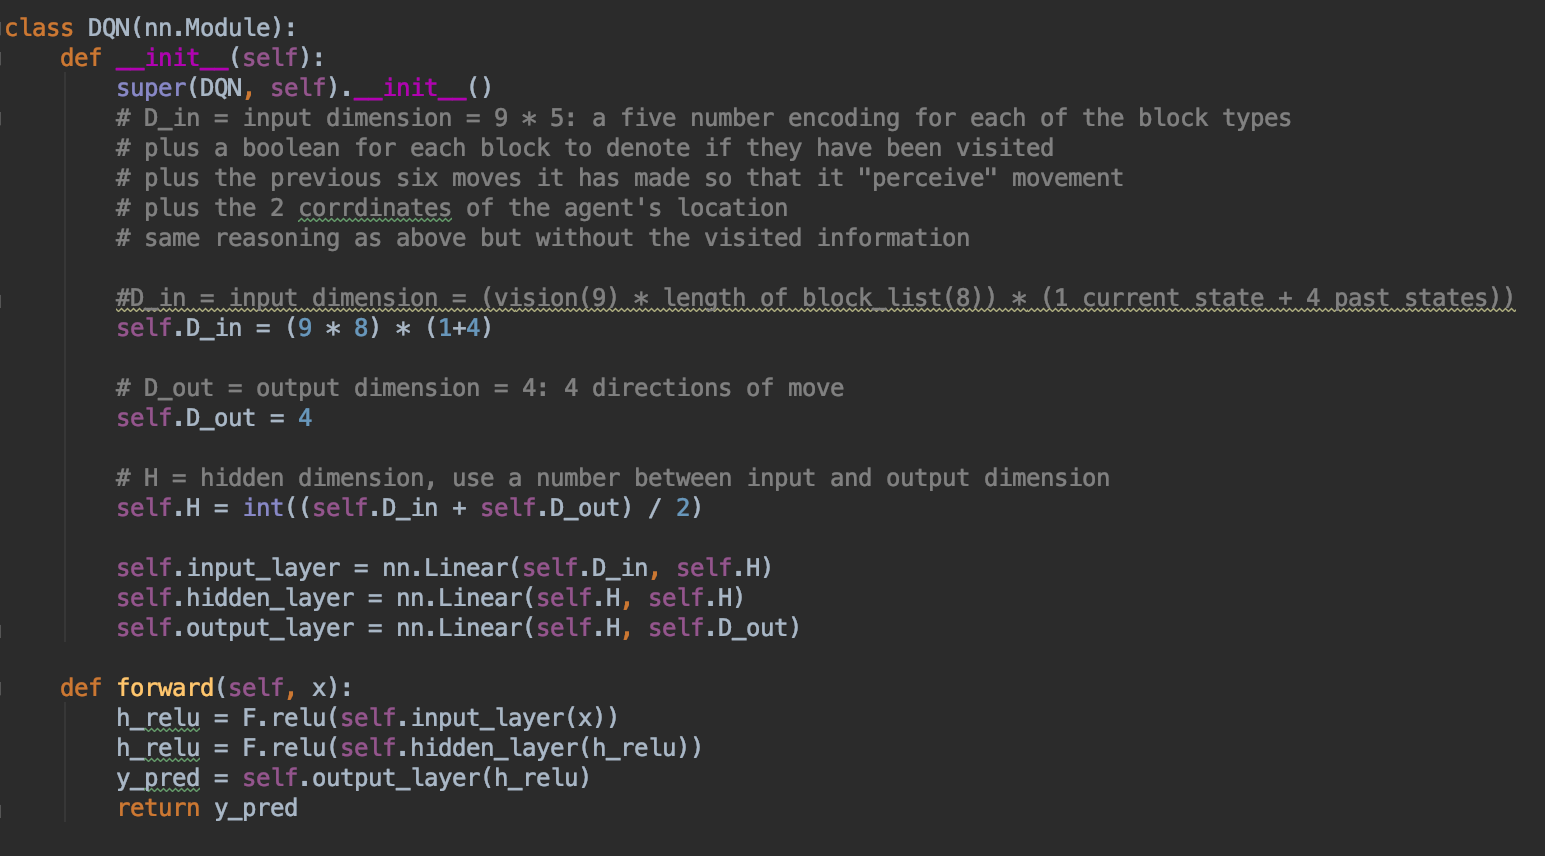 class DQN(nn.Module):
    def __init__(self):
        super(DQN, self).__init__()
        # D_in = input dimension = 9 * 5: a five number encoding for each of the block types
        # plus a boolean for each block to denote if they have been visited
        # plus the previous six moves it has made so that it "perceive" movement
        # plus the 2 corrdinates of the agent's location
        # same reasoning as above but without the visited information

        #D_in = input dimension = (vision(9) * length of block_list(8)) * (1 current state + 4 past states))
        self.D_in = (9 * 8) * (1+4)

        # D_out = output dimension = 4: 4 directions of move
        self.D_out = 4

        # H = hidden dimension, use a number between input and output dimension
        self.H = int((self.D_in + self.D_out) / 2)

        self.input_layer = nn.Linear(self.D_in, self.H)
        self.hidden_layer = nn.Linear(self.H, self.H)
        self.output_layer = nn.Linear(self.H, self.D_out)

    def forward(self, x):
        h_relu = F.relu(self.input_layer(x))
        h_relu = F.relu(self.hidden_layer(h_relu))
        y_pred = self.output_layer(h_relu)
        return y_pred